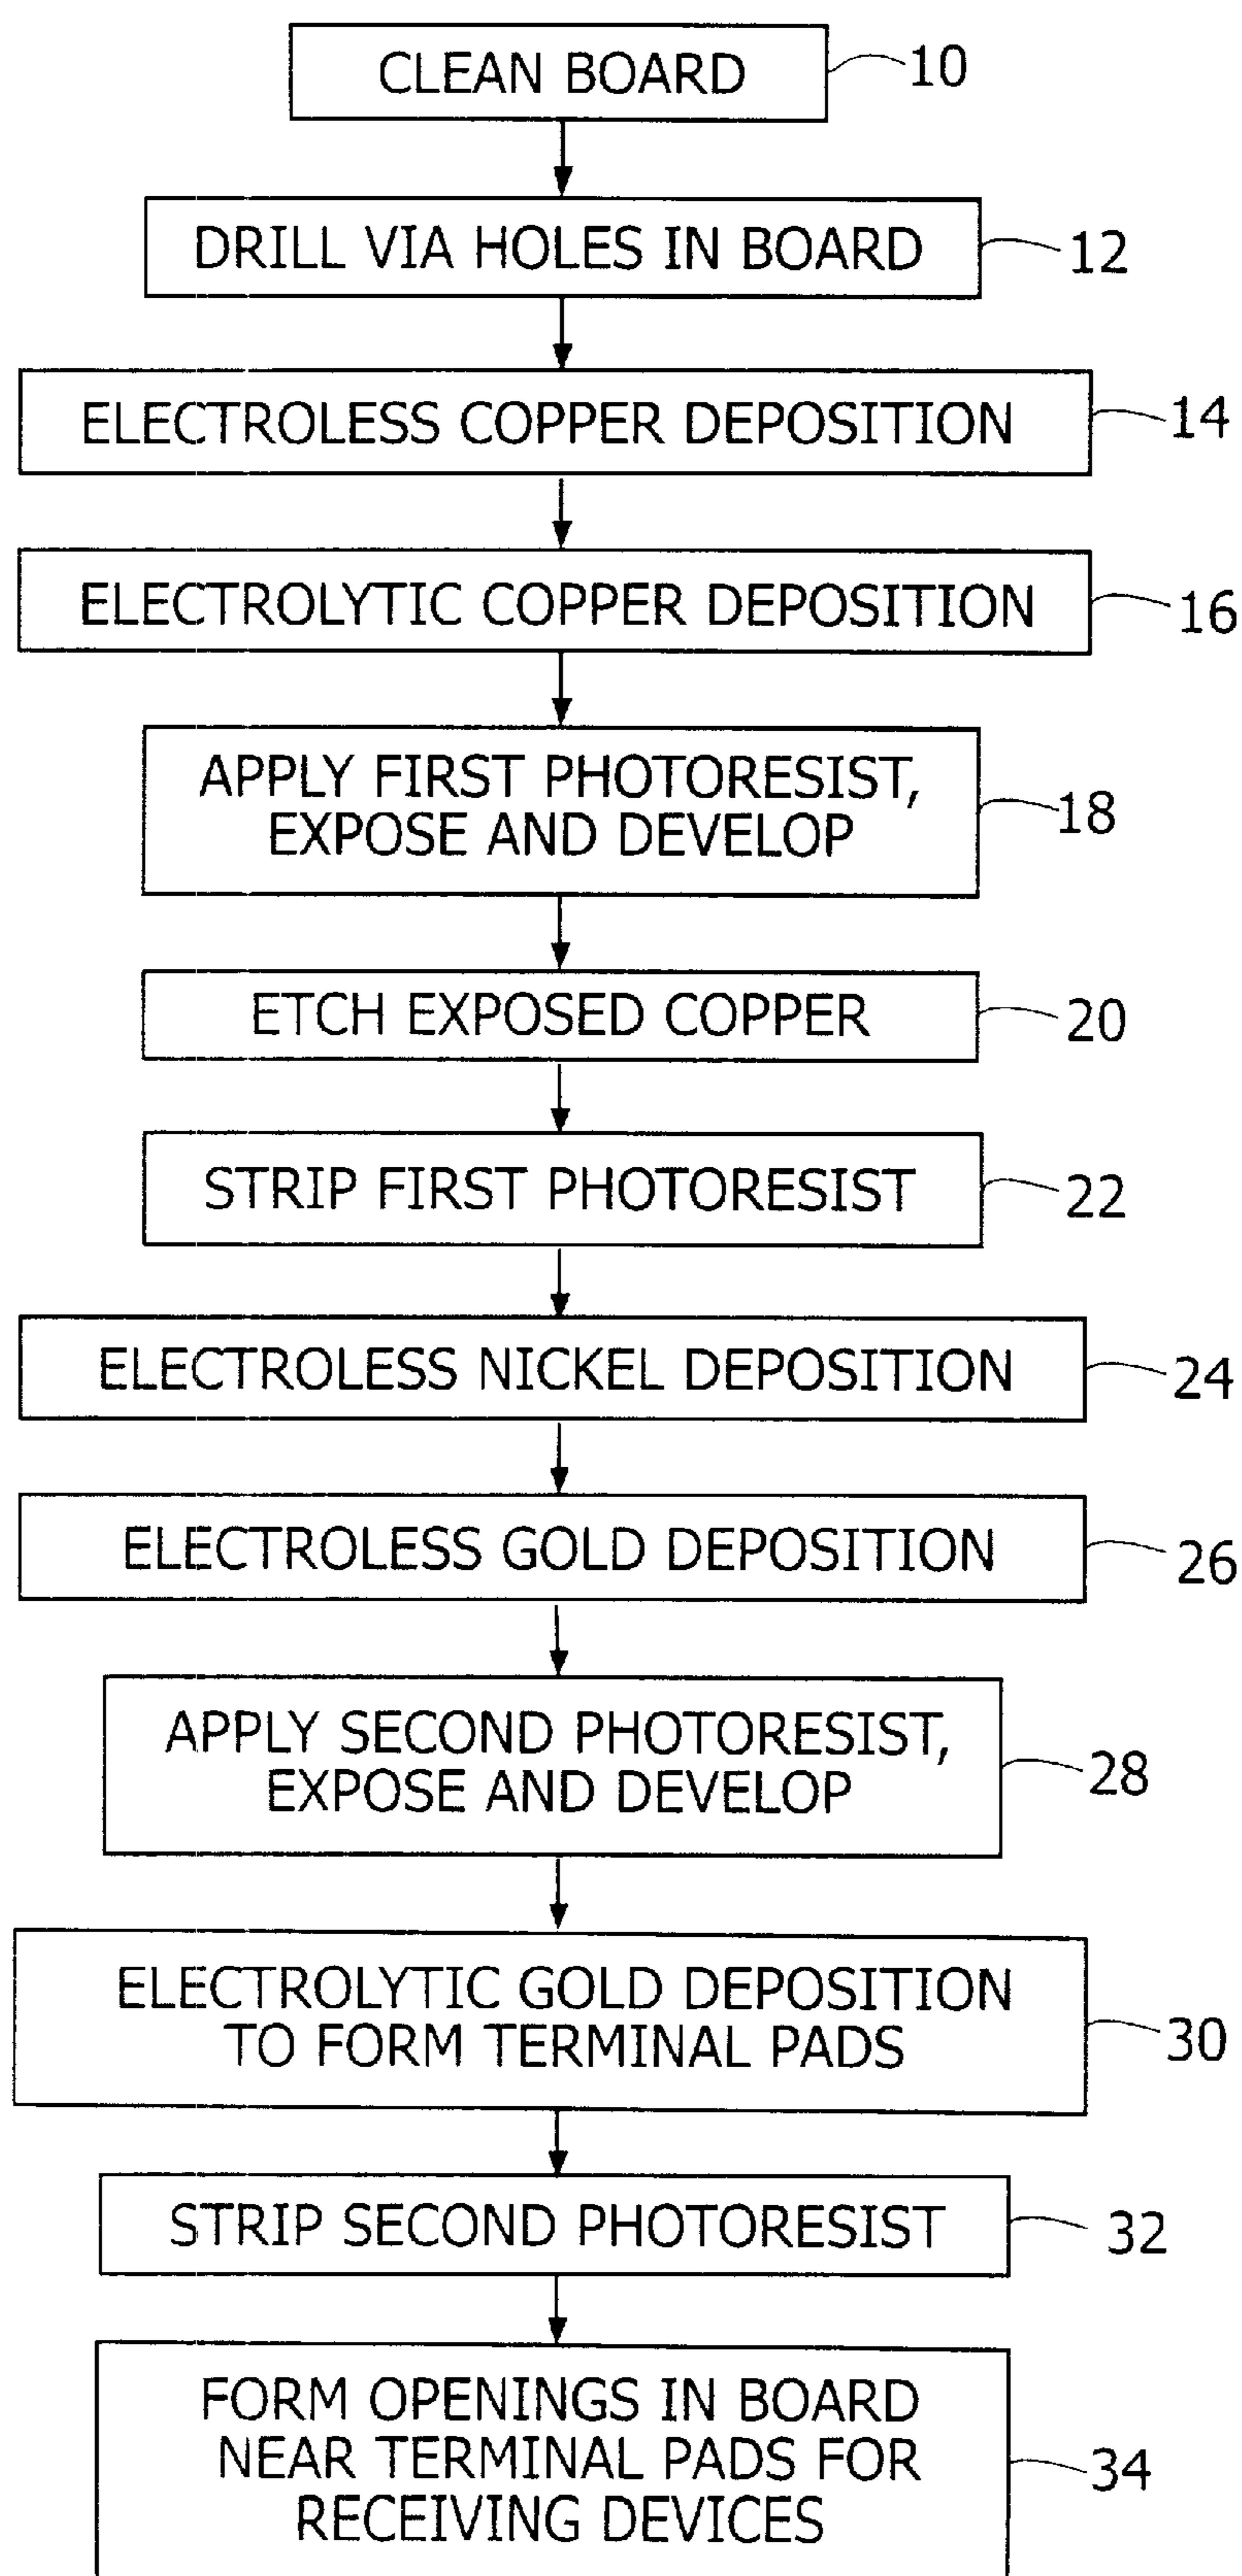 CLEAN BOARD
10
DRILL VIA HOLES IN BOARD
12
ELECTROLESS COPPER DEPOSITION
14
ELECTROLYTIC COPPER DEPOSITION
16
APPLY FIRST PHOTORESIST,
EXPOSE AND DEVELOP
18
ETCH EXPOSED COPPER
20
STRIP FIRST PHOTORESIST
22
ELECTROLESS NICKEL DEPOSITION
24
ELECTROLESS GOLD DEPOSITION
26
APPLY SECOND PHOTORESIST,
EXPOSE AND DEVELOP
28
ELECTROLYTIC GOLD DEPOSITION
TO FORM TERMINAL PADS
30
STRIP SECOND PHOTORESIST
32
FORM OPENINGS IN BOARD
NEAR TERMINAL PADS FOR
RECEIVING DEVICES
34